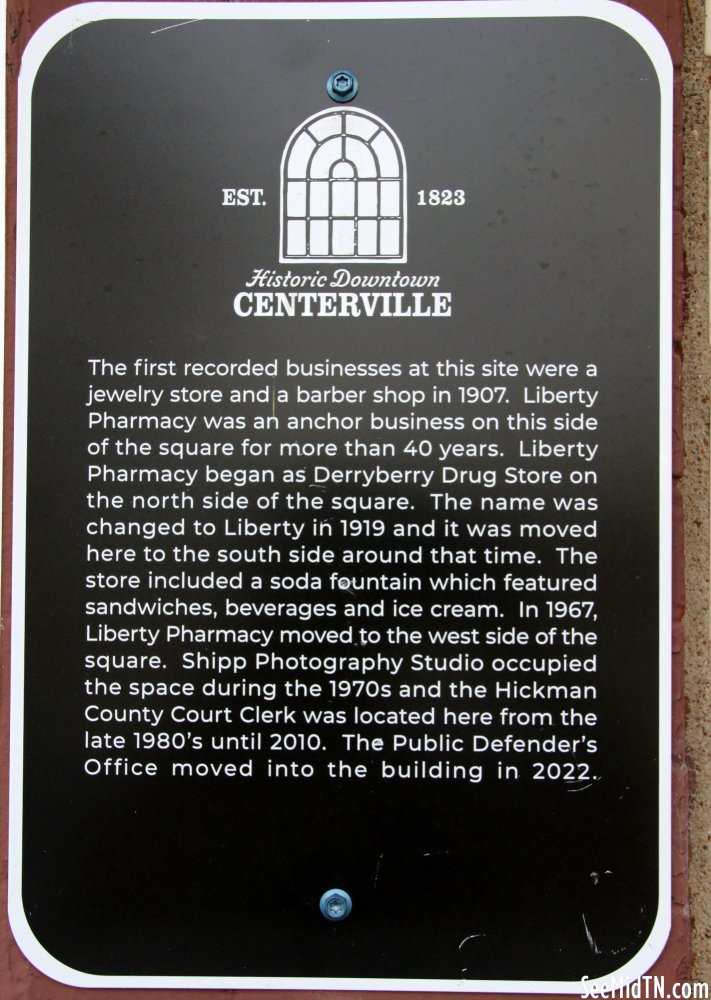 EST. 1823
Historic Downtown
CENTERVILLE
The first recorded businesses at this site were a
jewelry store and a barber shop in 1907. Liberty
Pharmacy was an anchor business on this side
of the square for more than 40 years. Liberty
Pharmacy began as Derryberry Drug Store on
the north side of the square. The name was
changed to Liberty in 1919 and it was moved
here to the south side around that time. The
store included a soda fountain which featured
sandwiches, beverages and ice cream. In 1967,
Liberty Pharmacy moved to the west side of the
square. Shipp Photography Studio occupied
the space during the 1970s and the Hickman
County Court Clerk was located here from the
late 1980's until 2010. The Public Defender's
Office moved into the building in 2022.
SeeMidTN.com